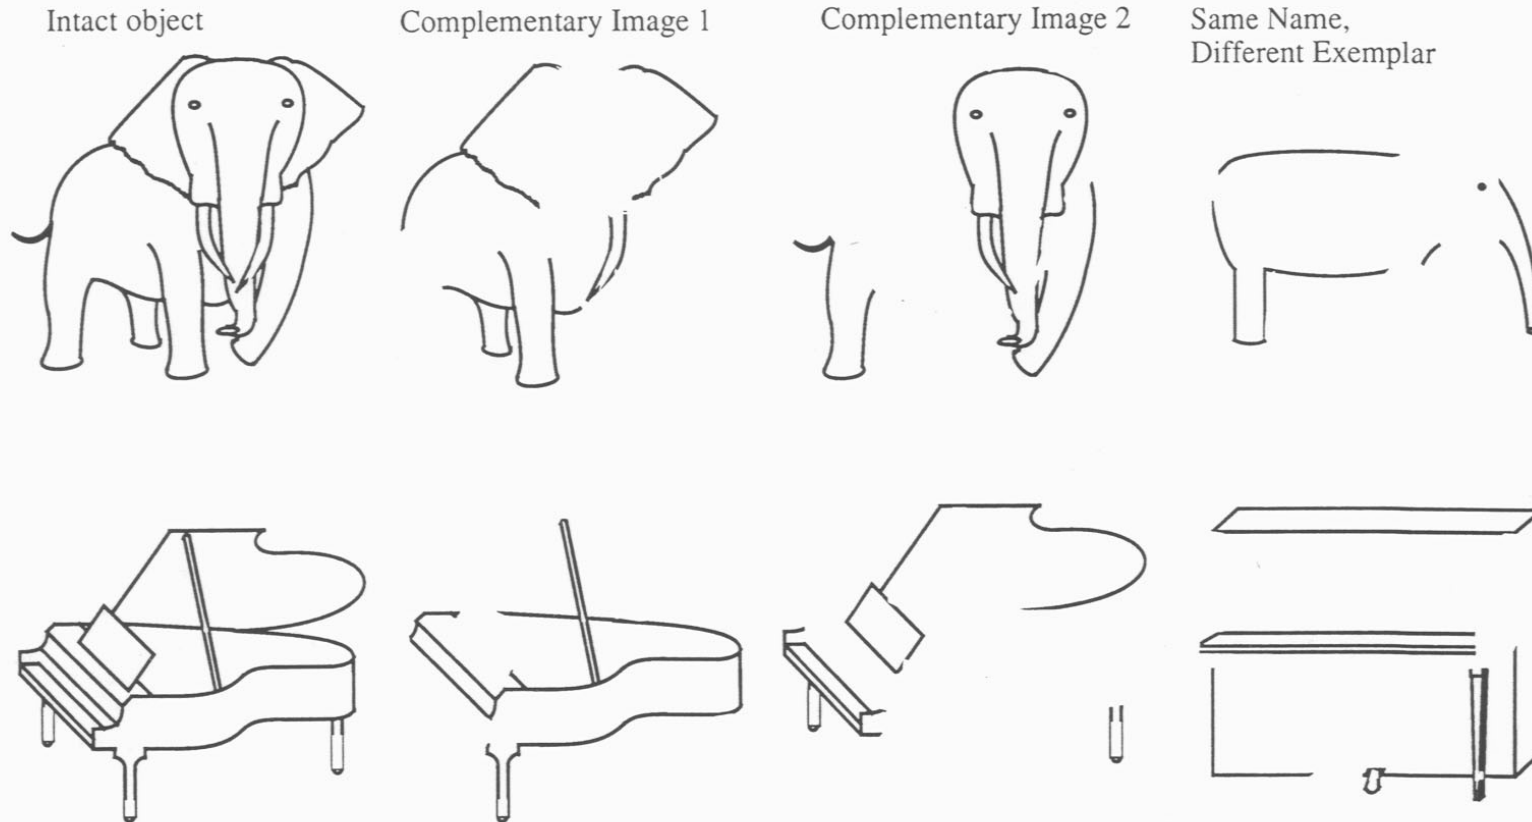 Intact object
Complementary Image 1
Complementary Image 2
Same Name,
Different Exemplar